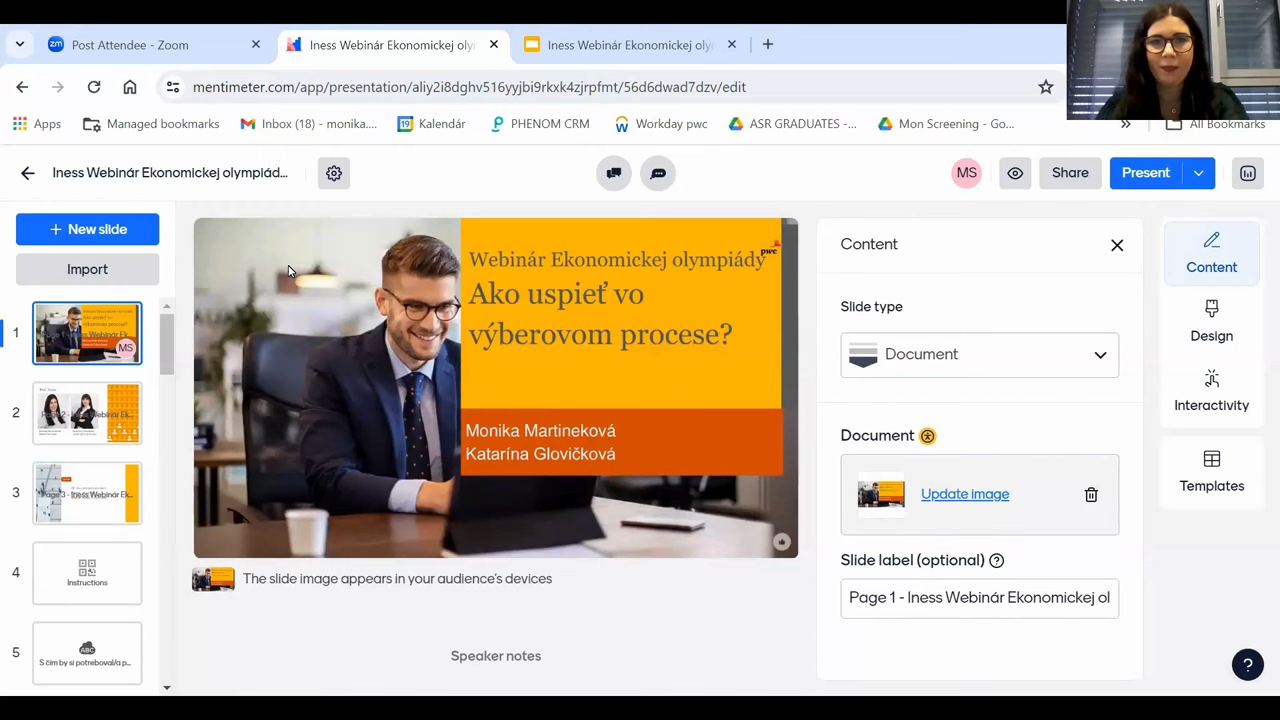 Post Attendee - Zoom
Iness Webinár Ekonomickej oly
Iness Webinár Ekonomickej oly
mentimeter.com/app/presentation/aliy2i8dghv516yyjbi9rkxk4zjrpfmt/56d6dwad7dzv/edit
Apps
Managed bookmarks
Inbox (18) - monika....
Kalendár
PHENOM CRM
Workday pwc
ASR GRADUATES -...
Mon Screening - Go...
All Bookmarks
Iness Webinár Ekonomickej olympiád...
MS
Share
Present
+ New slide
Import
1
MS
2
3
4
Instructions
5
ABC
S čím by si potreboval/a p...
Webinár Ekonomickej olympiády
pwc
Ako uspieť vo
výberovom procese?
Monika Martineková
Katarína Glovičková
The slide image appears in your audience's devices
Speaker notes
Content
Slide type
Document
Document
Update image
Slide label (optional)
Page 1 - Iness Webinár Ekonomickej ol
Content
Design
Interactivity
Templates